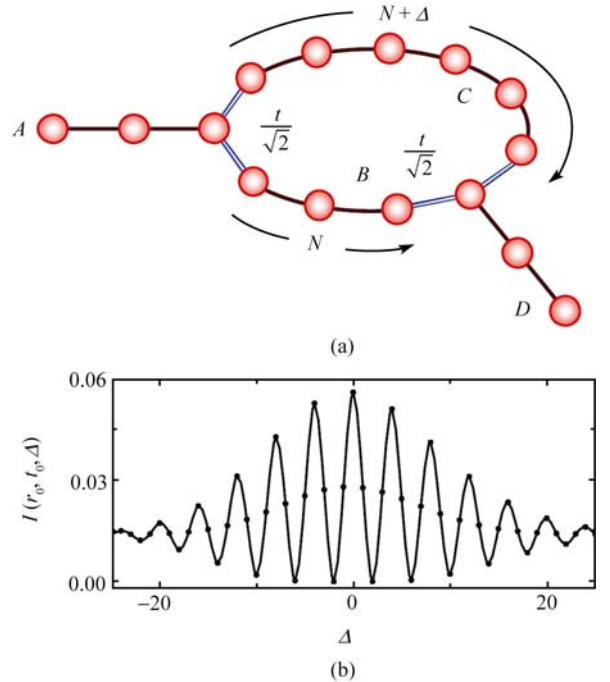 N + Δ
A
C
t
√2
B
t
√2
N
D
(a)
0.06
0.03
0.00
I (r₀, t₀, Δ)
−20
0
20
Δ
(b)